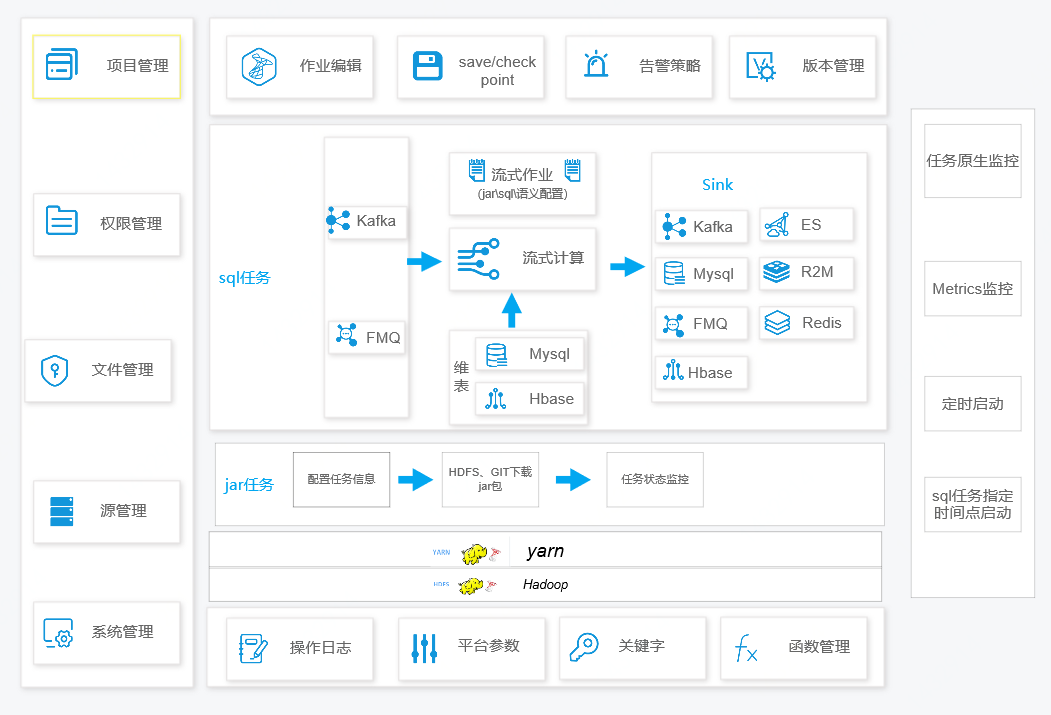 项目管理
权限管理
文件管理
源管理
系统管理
作业编辑
save/check
point
告警策略
版本管理
sql任务
Kafka
FMQ
流式作业
(jar\sql\语义配置)
流式计算
维
表
Mysql
Hbase
Sink
Kafka
ES
Mysql
R2M
FMQ
Redis
Hbase
jar任务
配置任务信息
HDFS、GIT下载
jar包
任务状态监控
YARN
yarn
HDFS
Hadoop
操作日志
平台参数
关键字
fx
函数管理
任务原生监控
Metrics监控
定时启动
sql任务指定
时间点启动